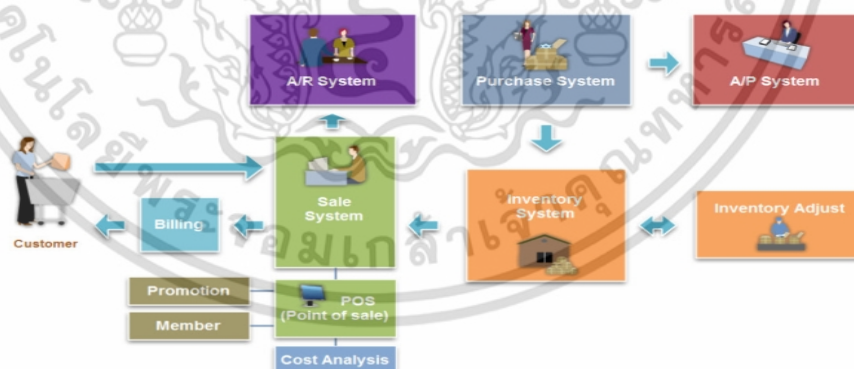 A/R System
Purchase System
A/P System
Customer
Billing
Sale
System
Inventory
System
Inventory Adjust
Promotion
Member
POS
(Point of sale)
Cost Analysis